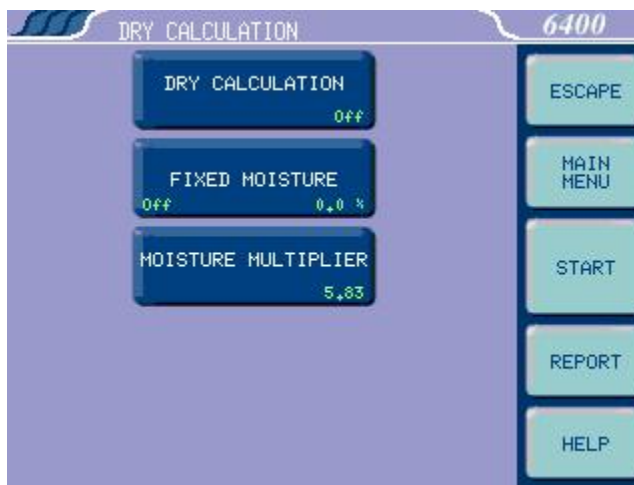 DRY CALCULATION
6400
DRY CALCULATION
Off
ESCAPE
FIXED MOISTURE
Off 0.0 %
MAIN
MENU
MOISTURE MULTIPLIER
5.83
START
REPORT
HELP